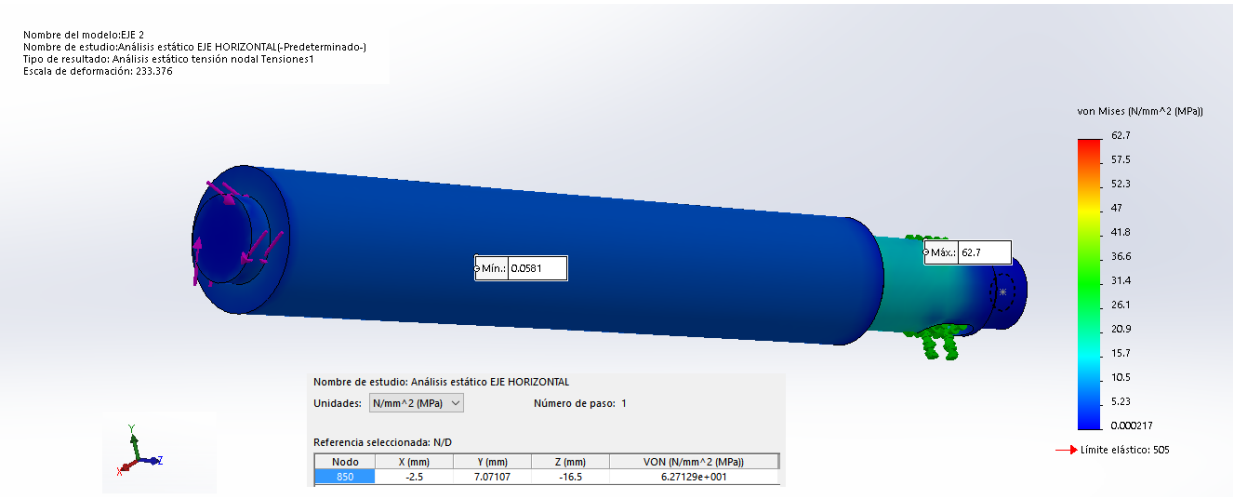 Nombre del modelo:EJE 2
Nombre de estudio:Análisis estático EJE HORIZONTAL(-Predeterminado-)
Tipo de resultado: Análisis estático tensión nodal Tensiones1
Escala de deformación: 233.376
von Mises (N/mm^2 (MPa))
62.7
57.5
52.3
47
41.8
36.6
31.4
26.1
20.9
15.7
10.5
5.23
0.000217
Límite elástico: 505
Máx.: 62.7
Mín.: 0.0581
Nombre de estudio: Análisis estático EJE HORIZONTAL
Unidades: N/mm^2 (MPa) Número de paso: 1
Referencia seleccionada: N/D
Nodo X (mm) Y (mm) Z (mm) VON (N/mm^2 (MPa))
850 -2.5 7.07107 -16.5 6.27129e+001
Y
X
Z